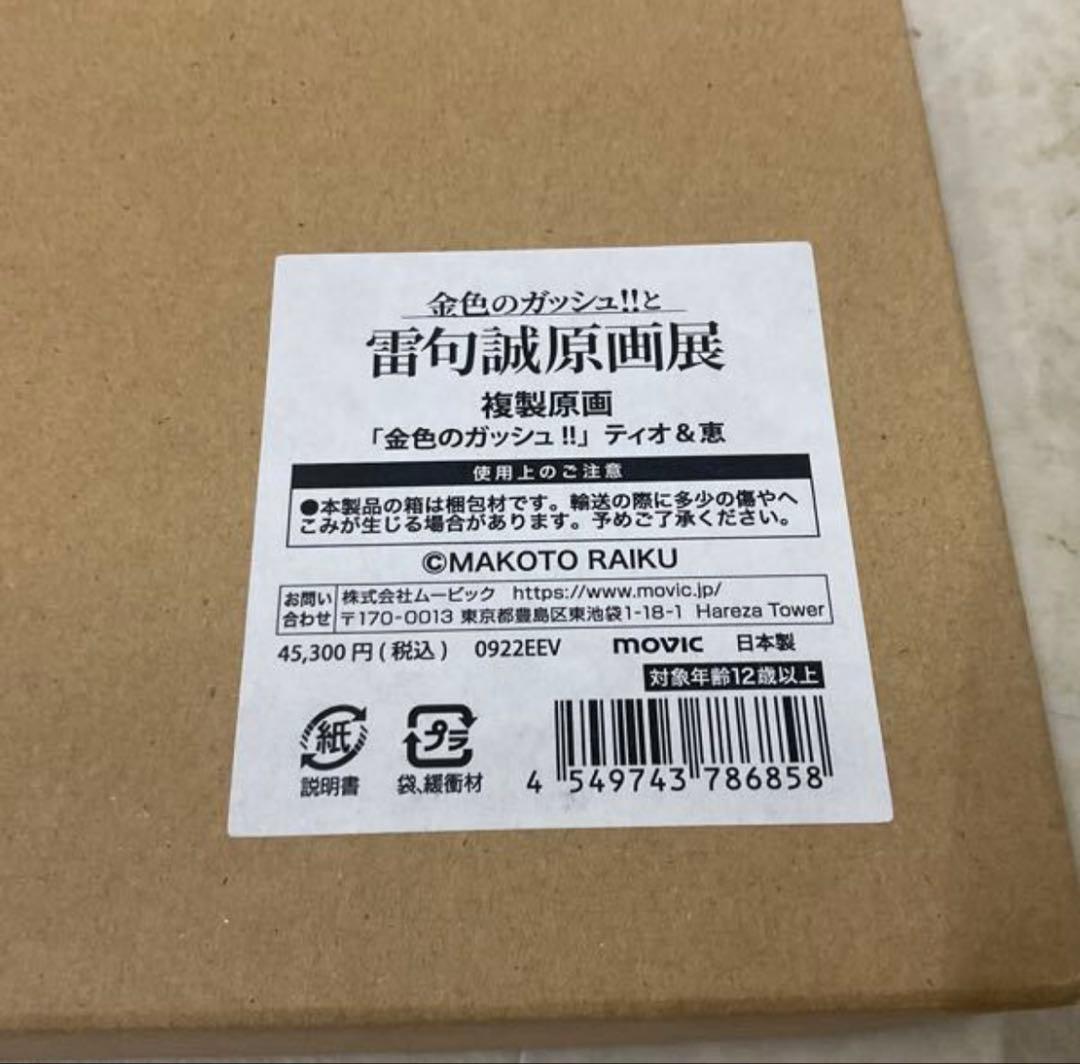 金色のガッシュ!!と
雷句誠原画展
複製原画
「金色のガッシュ!!」ティオ&恵
使用上のご注意
●本製品の箱は梱包材です。輸送の際に多少の傷やへ
こみが生じる場合があります。予めご了承ください。
©MAKOTO RAIKU
お問い合わせ
株式会社ムービック https://www.movic.jp/
〒170-0013 東京都豊島区東池袋1-18-1 Hareza Tower
45,300円(税込) 0922EEV movic 日本製
対象年齢12歳以上
紙 プラ
説明書 袋、緩衝材
4 549743 786858